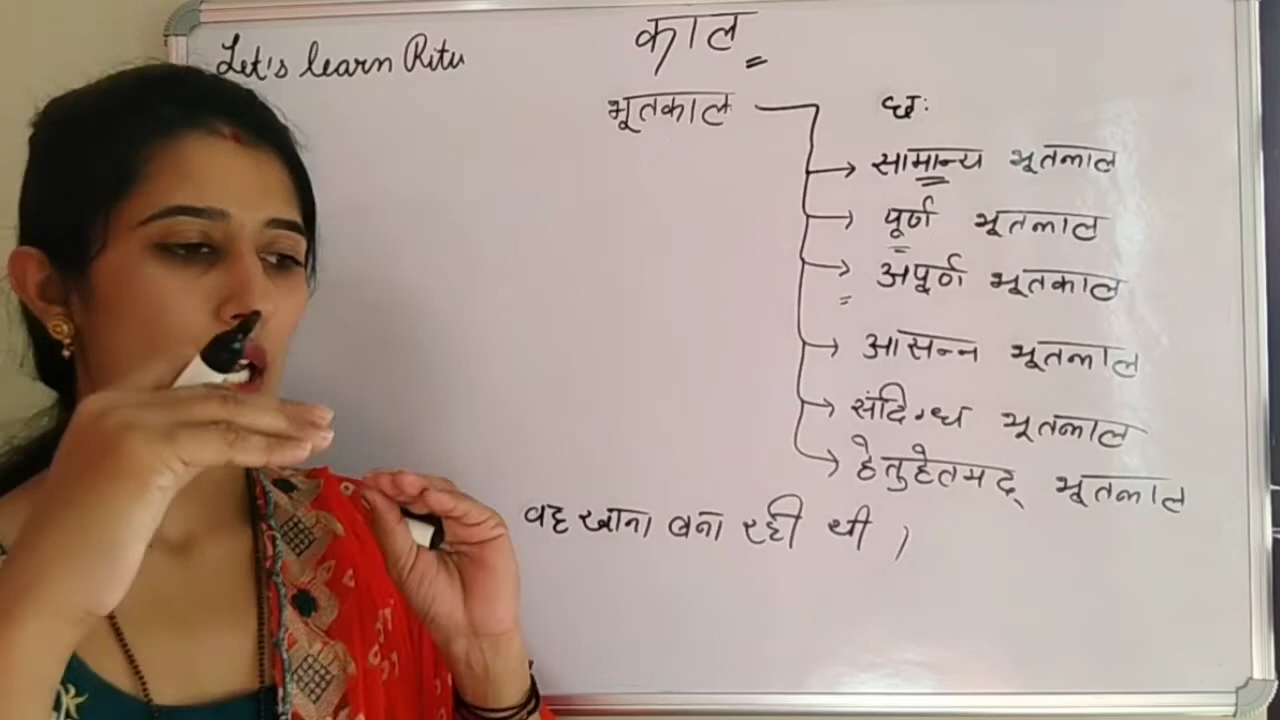 Let's learn Ritu
काल
भूतकाल
छः
सामान्य भूतकाल
पूर्ण भूतकाल
अपूर्ण भूतकाल
आसन्न भूतकाल
संदिग्ध भूतकाल
हेतुहेतमद् भूतकाल
वह खाना बना रही थी ।